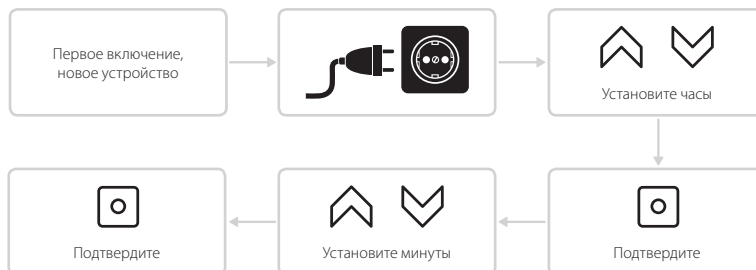 Первое включение,
новое устройство
Установите часы
Подтвердите
Установите минуты
Подтвердите